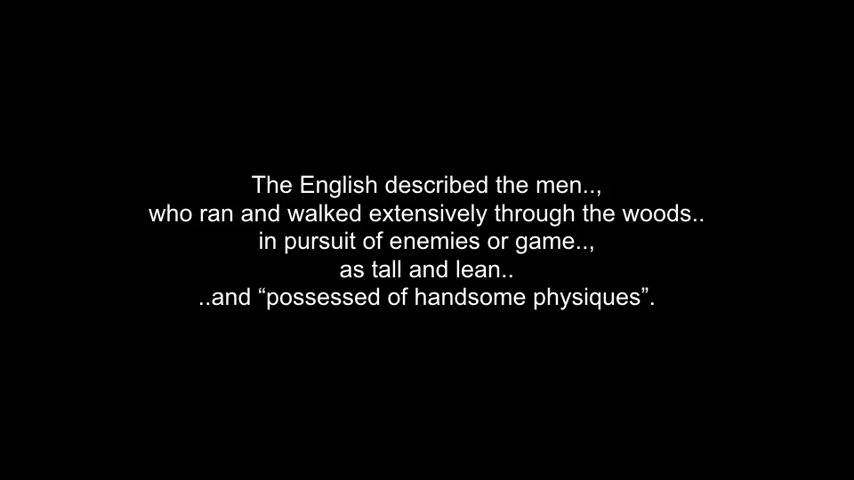 The English described the men..,
who ran and walked extensively through the woods..
in pursuit of enemies or game..,
as tall and lean..
..and “possessed of handsome physiques”.